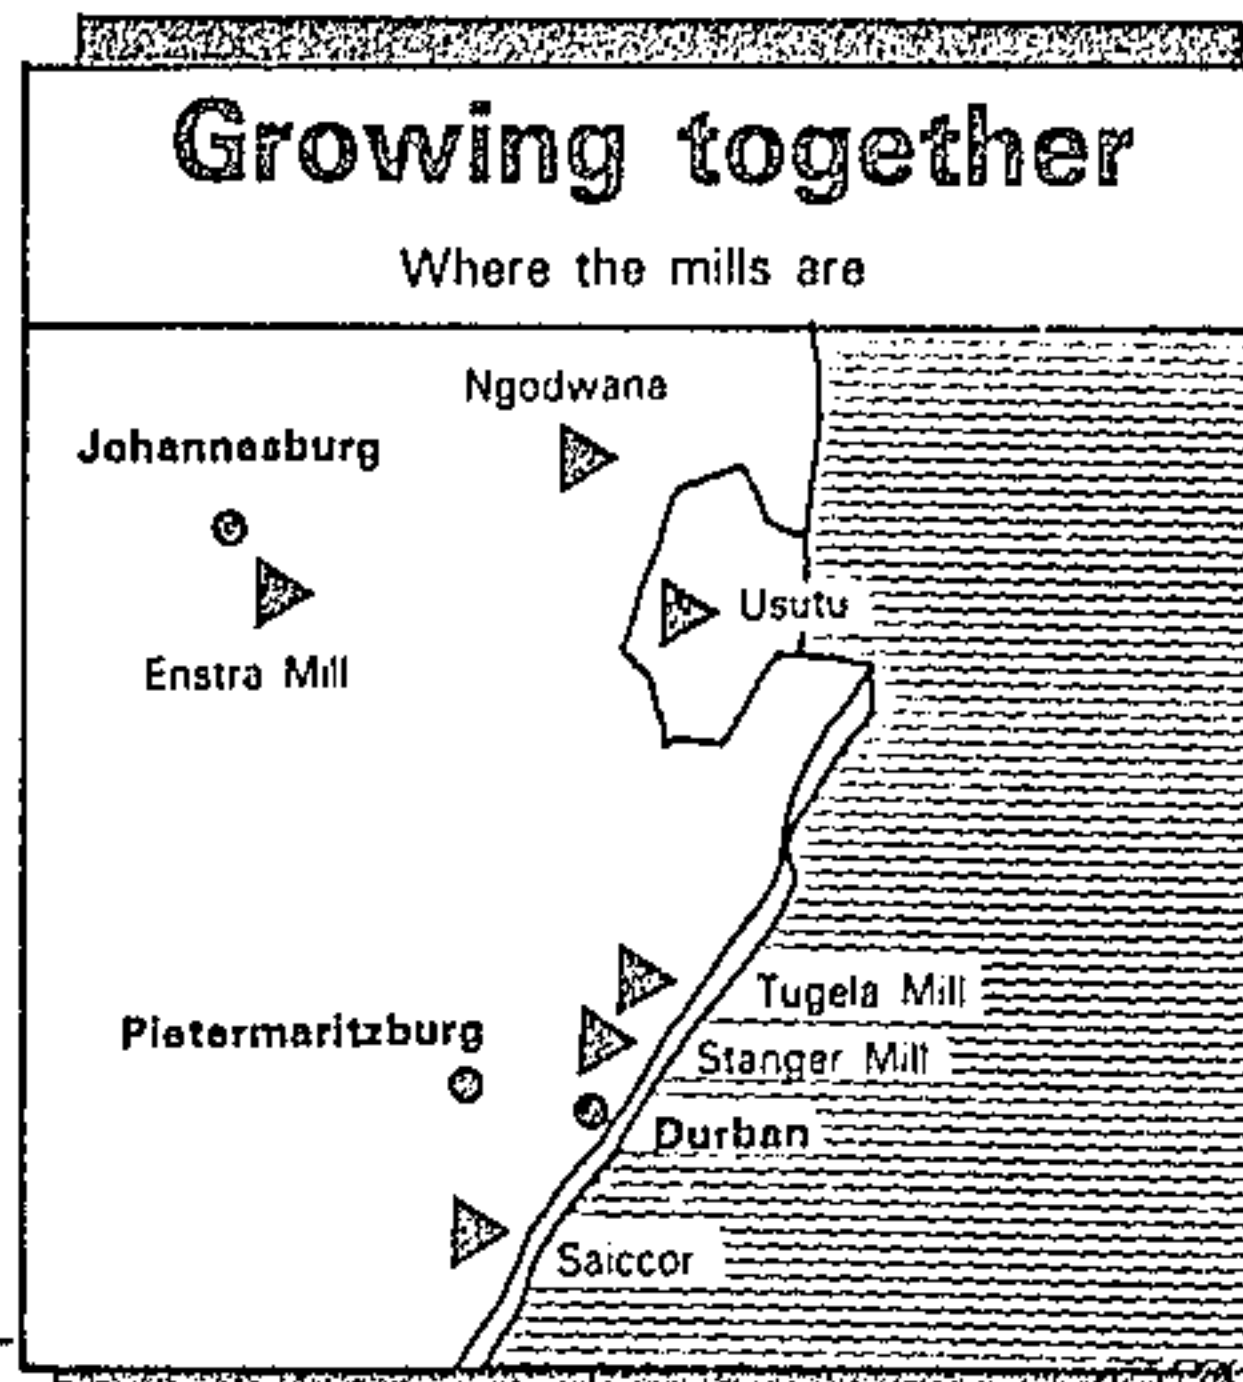 Growing together
Where the mills are
Ngodwana
Johannesburg
Usutu
Enstra Mill
Tugela Mill
Pietermaritzburg
Stanger Mill
Durban
Saiccor